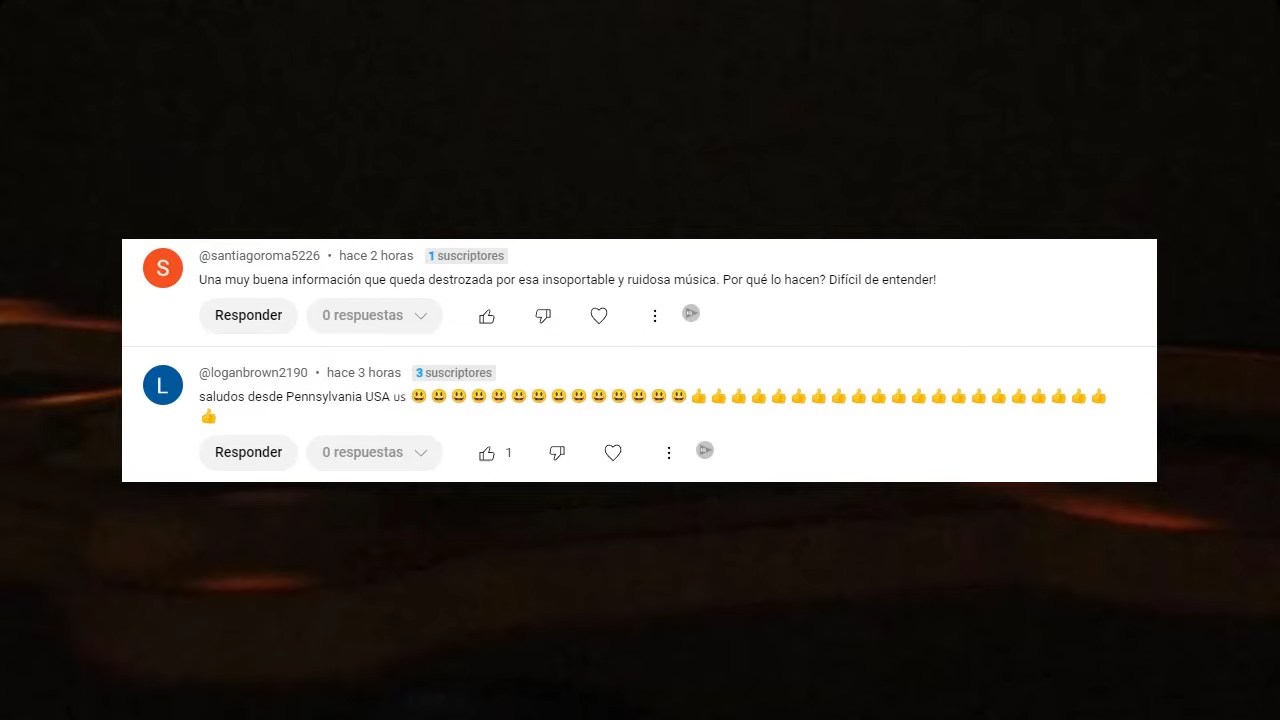 S
@santiagoroma5226 • hace 2 horas 1 suscriptores
Una muy buena información que queda destrozada por esa insoportable y ruidosa música. Por qué lo hacen? Difícil de entender!
Responder 0 respuestas
L
@loganbrown2190 • hace 3 horas 3 suscriptores
saludos desde Pennsylvania USA us 😃😃😃😃😃😃😃😃😃😃😃😃😃😃👍👍👍👍👍👍👍👍👍👍👍👍👍👍👍👍👍👍👍👍👍
👍
Responder 0 respuestas 1